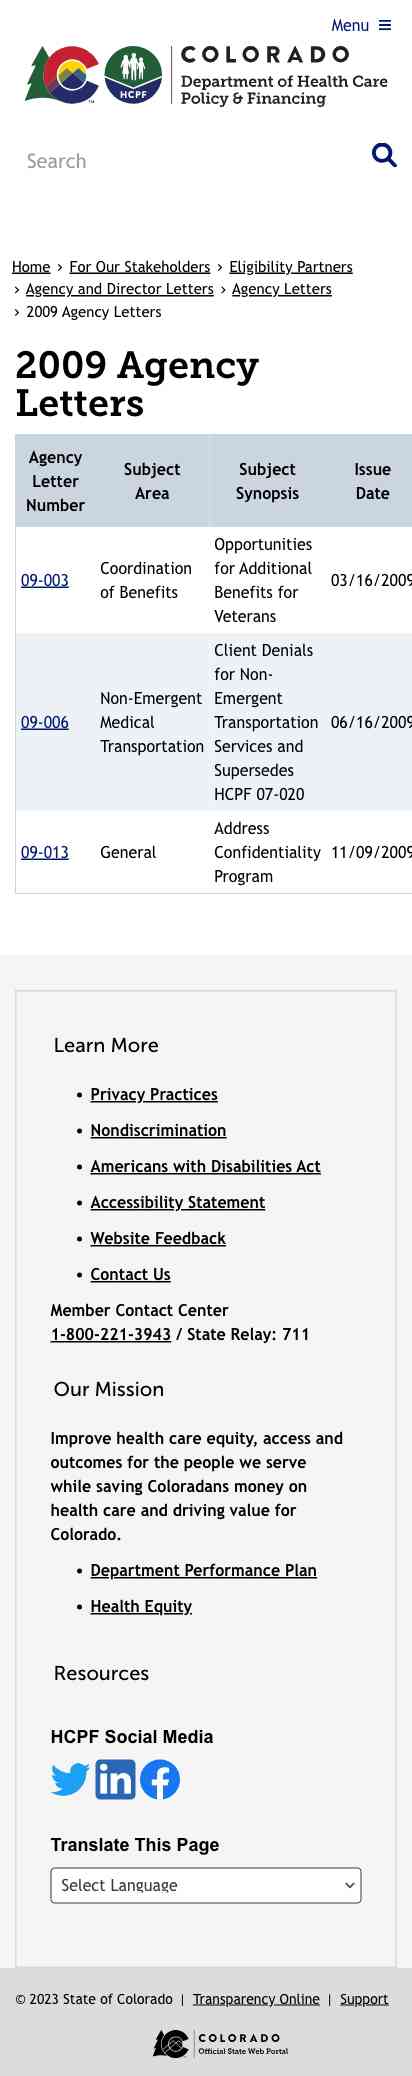 Menu
COLORADO
Department of Health Care
Policy & Financing
HCPF
TM
Search
Home › For Our Stakeholders › Eligibility Partners
› Agency and Director Letters › Agency Letters
› 2009 Agency Letters
2009 Agency
Letters
Agency
Letter
Number
Subject
Area
Subject
Synopsis
Issue
Date
09-003
Coordination
of Benefits
Opportunities
for Additional
Benefits for
Veterans
03/16/2009
09-006
Non-Emergent
Medical
Transportation
Client Denials
for Non-
Emergent
Transportation
Services and
Supersedes
HCPF 07-020
06/16/2009
09-013
General
Address
Confidentiality
Program
11/09/2009
Learn More
• Privacy Practices
• Nondiscrimination
• Americans with Disabilities Act
• Accessibility Statement
• Website Feedback
• Contact Us
Member Contact Center
1-800-221-3943 / State Relay: 711
Our Mission
Improve health care equity, access and
outcomes for the people we serve
while saving Coloradans money on
health care and driving value for
Colorado.
• Department Performance Plan
• Health Equity
Resources
HCPF Social Media
in
Translate This Page
Select Language
© 2023 State of Colorado | Transparency Online | Support
COLORADO
Official State Web Portal